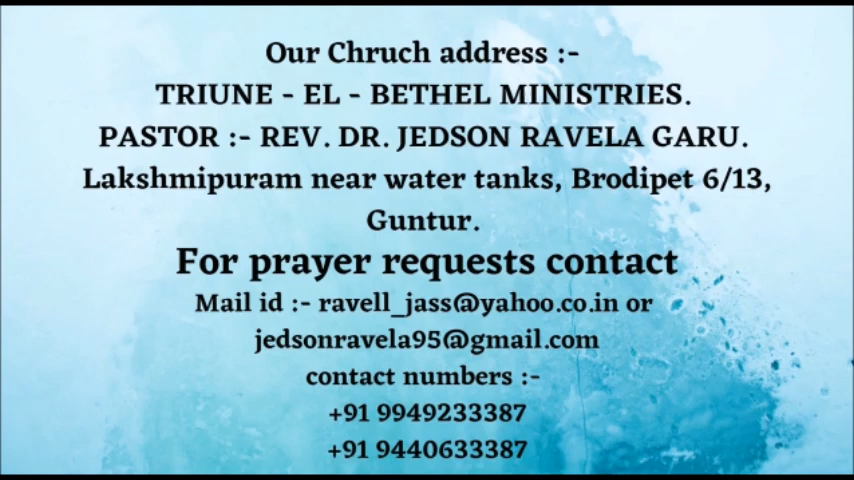 Our Chruch address :-
TRIUNE - EL - BETHEL MINISTRIES.
PASTOR :- REV. DR. JEDSON RAVELA GARU.
Lakshmipuram near water tanks, Brodipet 6/13,
Guntur.
For prayer requests contact
Mail id :- ravell_jass@yahoo.co.in or
jedsonravela95@gmail.com
contact numbers :-
+91 9949233387
+91 9440633387